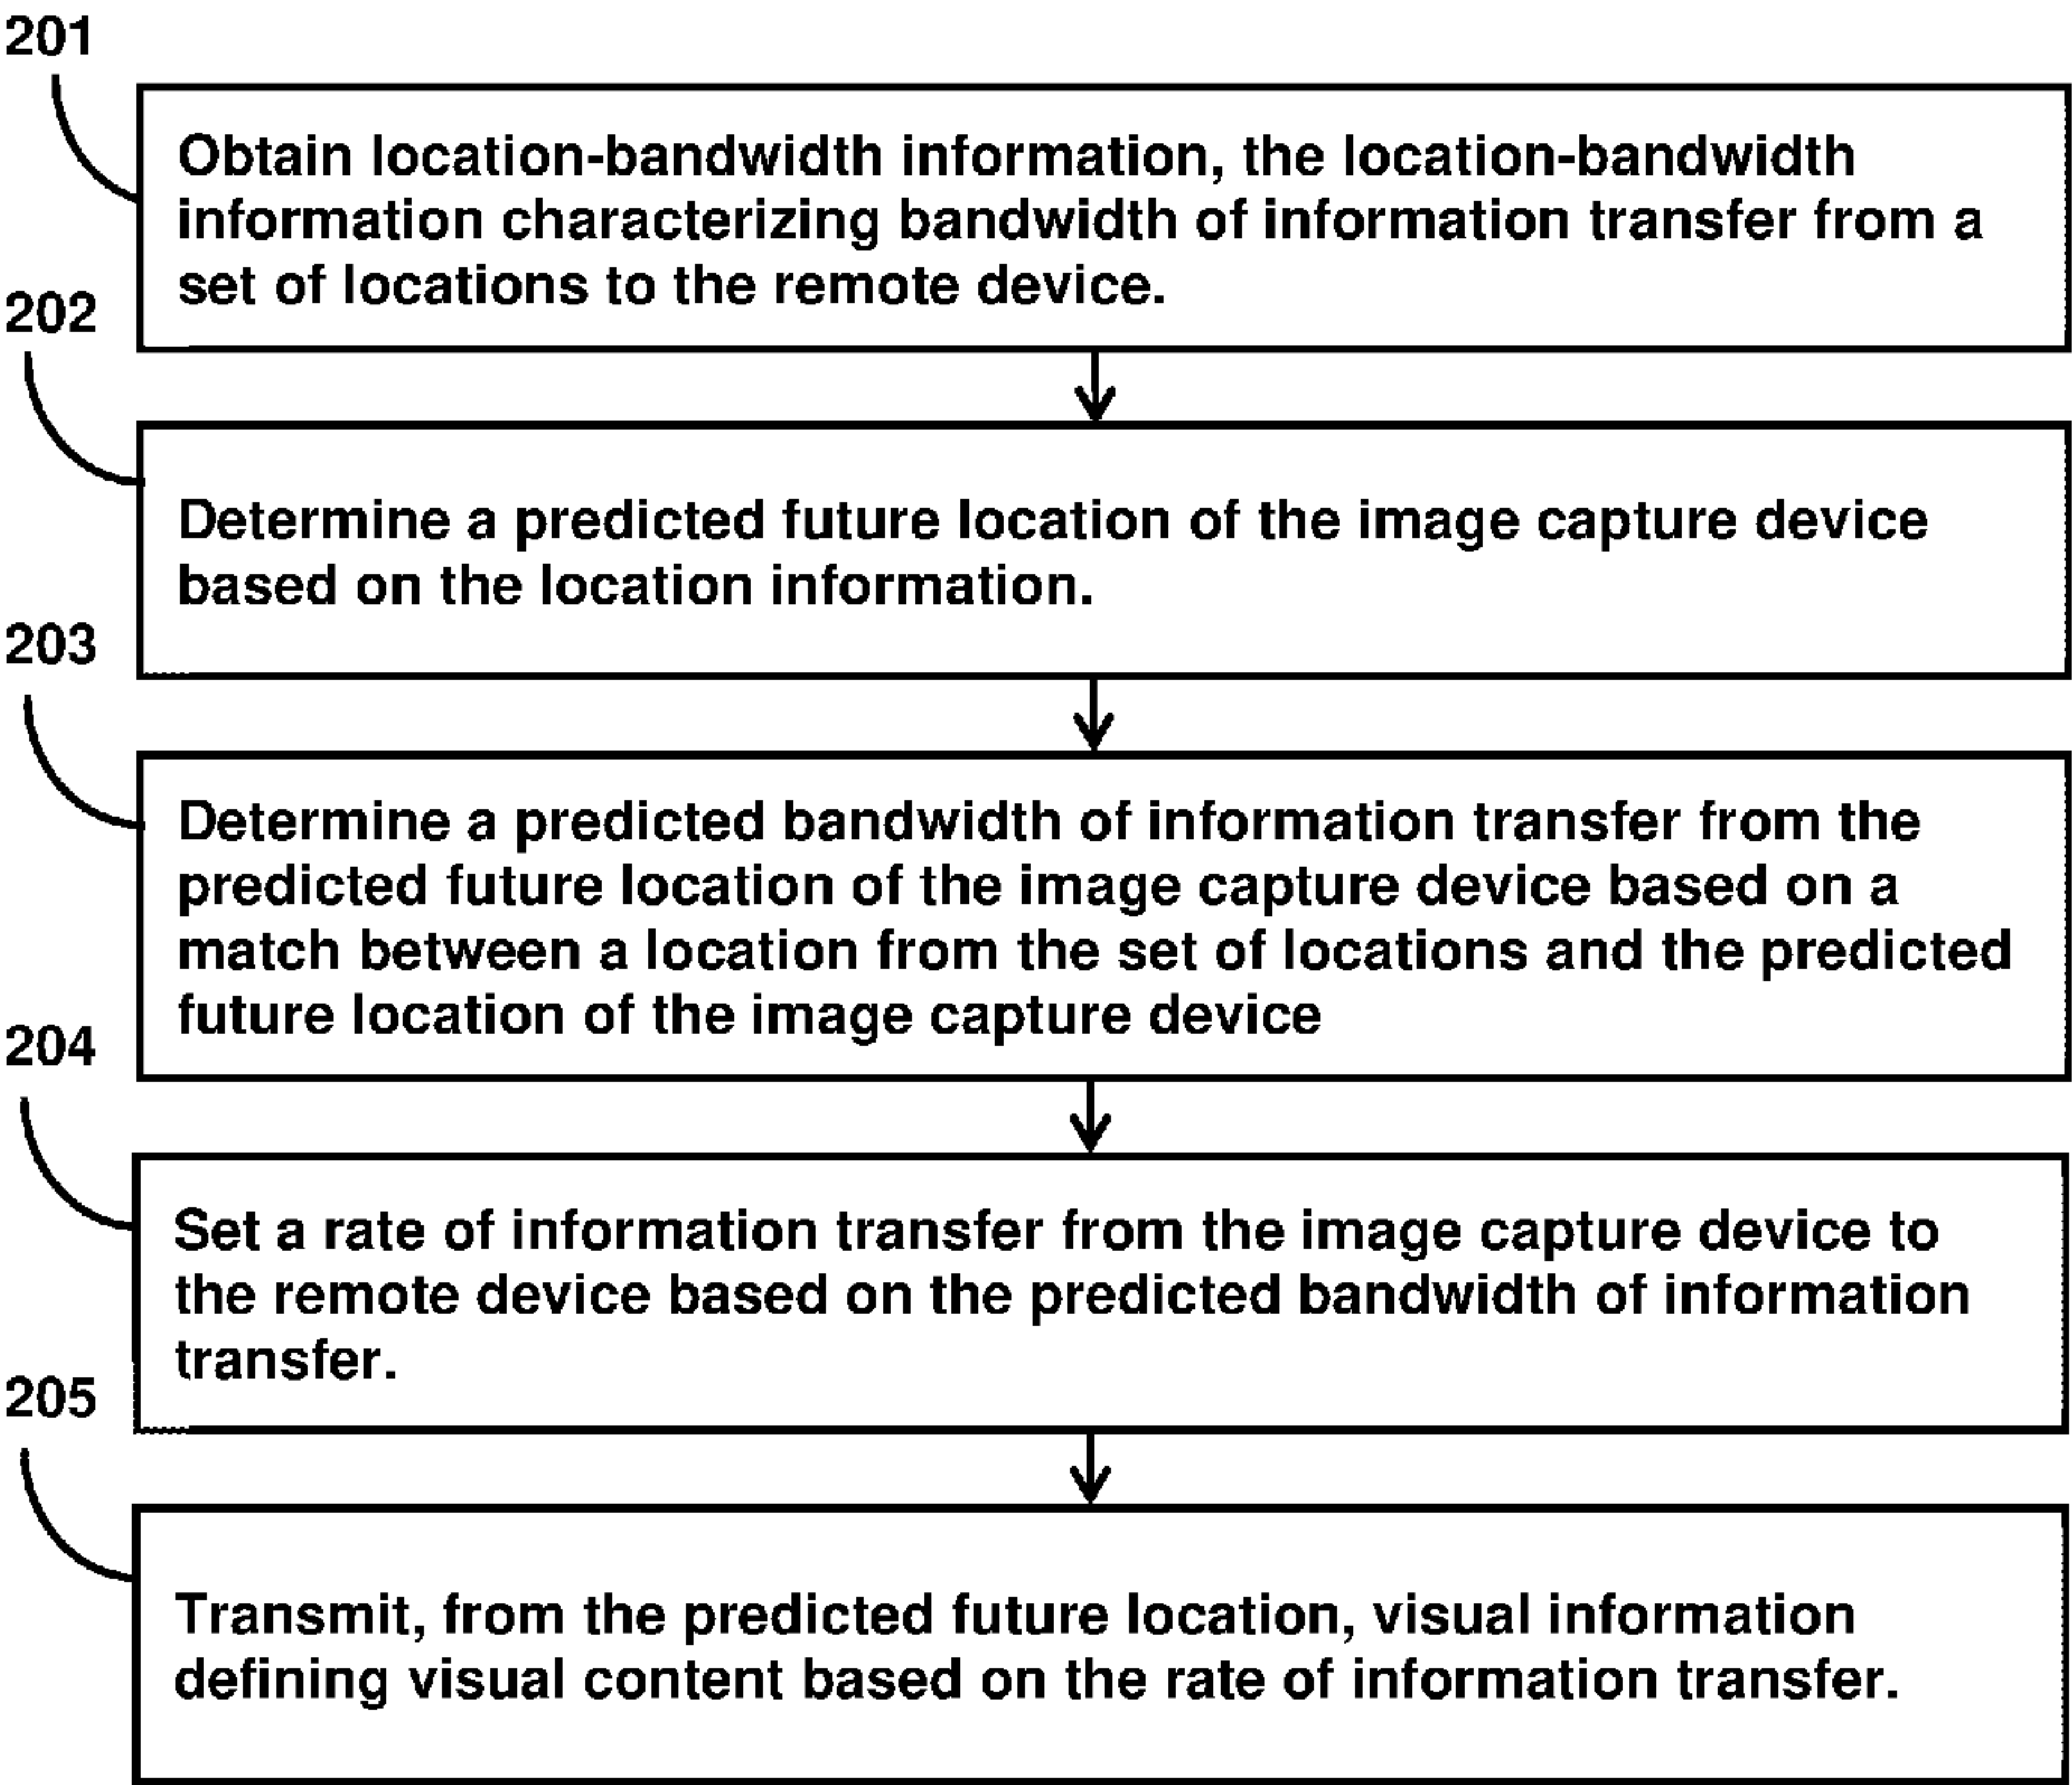 201
Obtain location-bandwidth information, the location-bandwidth
information characterizing bandwidth of information transfer from a
set of locations to the remote device.
202
Determine a predicted future location of the image capture device
based on the location information.
203
Determine a predicted bandwidth of information transfer from the
predicted future location of the image capture device based on a
match between a location from the set of locations and the predicted
future location of the image capture device
204
Set a rate of information transfer from the image capture device to
the remote device based on the predicted bandwidth of information
transfer.
205
Transmit, from the predicted future location, visual information
defining visual content based on the rate of information transfer.